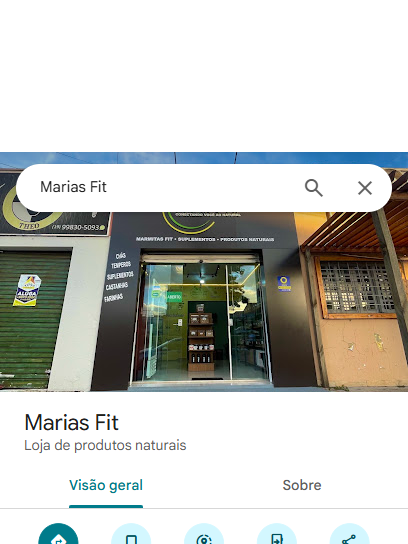 Marias Fit
THEO
99830-5093
CONECTANDO VOCÊ AO NATURAL
MARMITAS FIT • SUPLEMENTOS • PRODUTOS NATURAIS
CHÁS
TEMPEROS
SUPLEMENTOS
CASTANHAS
FARINHAS
ABERTO
ALUGA
Marias Fit
Loja de produtos naturais
Visão geral
Sobre